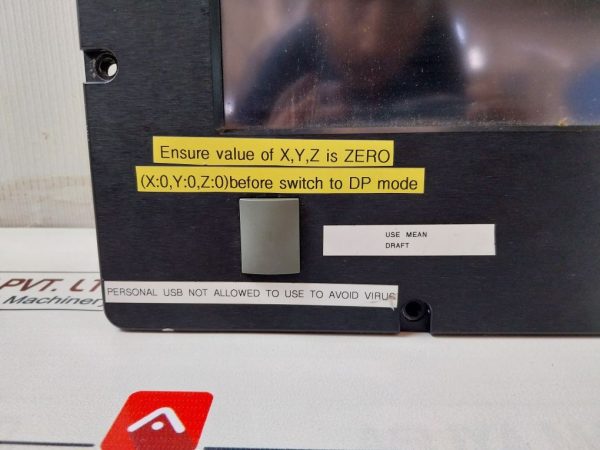 Ensure value of X,Y,Z is ZERO
(X:0,Y:0,Z:0)before switch to DP mode
USE MEAN
DRAFT
PERSONAL USB NOT ALLOWED TO USE TO AVOID VIRUS
PVT. LT
Machinery